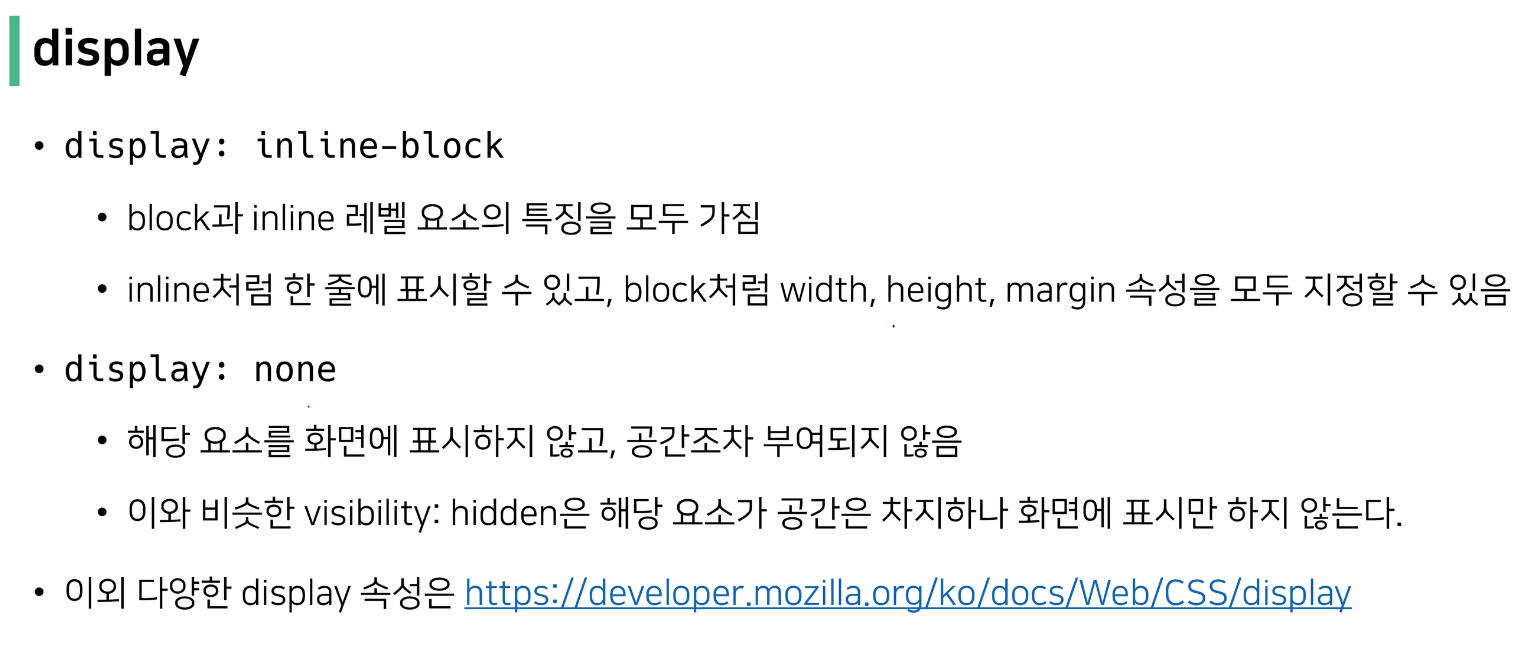 display
• display: inline-block
• block과 inline 레벨 요소의 특징을 모두 가짐
• inline처럼 한 줄에 표시할 수 있고, block처럼 width, height, margin 속성을 모두 지정할 수 있음
• display: none
• 해당 요소를 화면에 표시하지 않고, 공간조차 부여되지 않음
• 이와 비슷한 visibility: hidden은 해당 요소가 공간은 차지하나 화면에 표시만 하지 않는다.
• 이외 다양한 display 속성은 https://developer.mozilla.org/ko/docs/Web/CSS/display